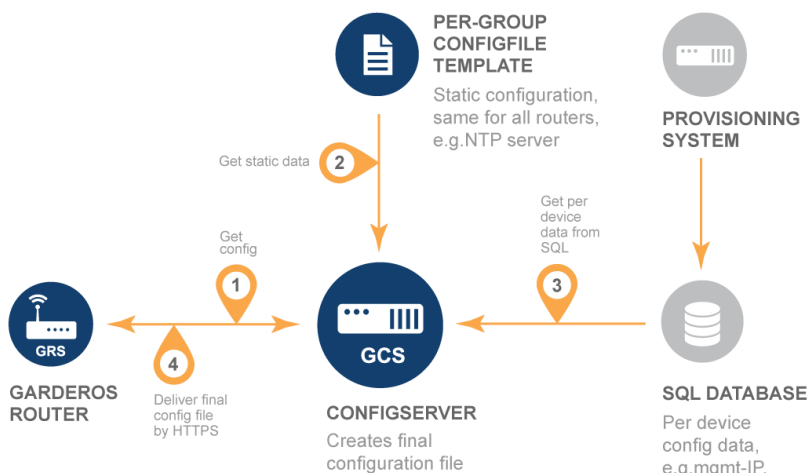 PER-GROUP
CONFIGFILE
TEMPLATE
Static configuration,
same for all routers,
e.g.NTP server
PROVISIONING
SYSTEM
Get static data
2
Get per
device
data from
SQL
3
Get
config
1
GRS
GCS
4
GARDEROS
ROUTER
Deliver final
config file
by HTTPS
CONFIGSERVER
Creates final
configuration file
SQL DATABASE
Per device
config data,
e.g.mgmt-IP,